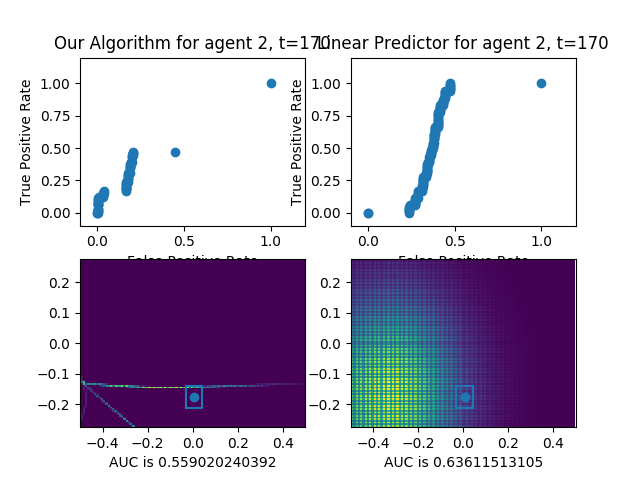 Our Algorithm for agent 2, t=170
Linear Predictor for agent 2, t=170
True Positive Rate
1.00
0.75
0.50
0.25
0.00
0.0 0.5 1.0
False Positive Rate
True Positive Rate
1.00
0.75
0.50
0.25
0.00
0.0 0.5 1.0
False Positive Rate
0.2
0.1
0.0
−0.1
−0.2
−0.4 −0.2 0.0 0.2 0.4
AUC is 0.559020240392
0.2
0.1
0.0
−0.1
−0.2
−0.4 −0.2 0.0 0.2 0.4
AUC is 0.63611513105